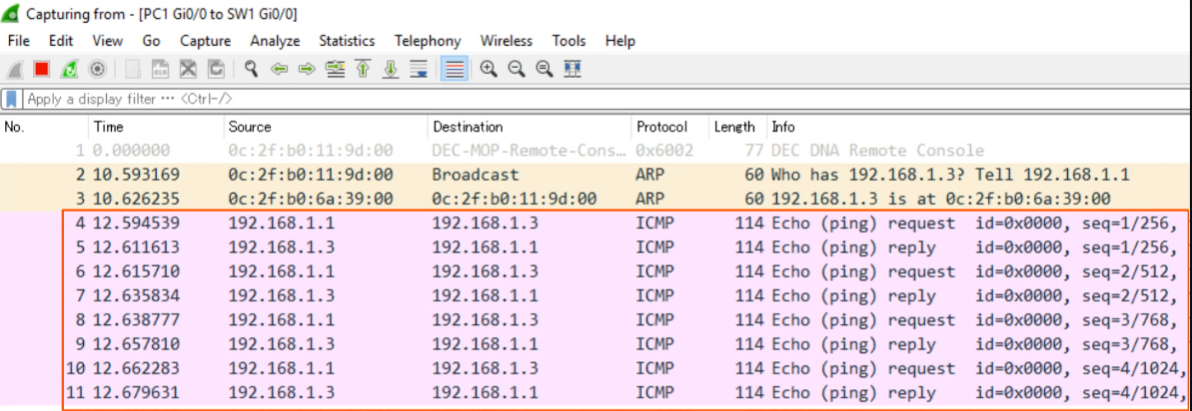 Capturing from - [PC1 Gi0/0 to SW1 Gi0/0]
File Edit View Go Capture Analyze Statistics Telephony Wireless Tools Help
Apply a display filter ··· <Ctrl-/>
No. Time Source Destination Protocol Length Info
1 0.000000 0c:2f:b0:11:9d:00 DEC-MOP-Remote-Cons… 0x6002 77 DEC DNA Remote Console
2 10.593169 0c:2f:b0:11:9d:00 Broadcast ARP 60 Who has 192.168.1.3? Tell 192.168.1.1
3 10.626235 0c:2f:b0:6a:39:00 0c:2f:b0:11:9d:00 ARP 60 192.168.1.3 is at 0c:2f:b0:6a:39:00
4 12.594539 192.168.1.1 192.168.1.3 ICMP 114 Echo (ping) request id=0x0000, seq=1/256,
5 12.611613 192.168.1.3 192.168.1.1 ICMP 114 Echo (ping) reply id=0x0000, seq=1/256,
6 12.615710 192.168.1.1 192.168.1.3 ICMP 114 Echo (ping) request id=0x0000, seq=2/512,
7 12.635834 192.168.1.3 192.168.1.1 ICMP 114 Echo (ping) reply id=0x0000, seq=2/512,
8 12.638777 192.168.1.1 192.168.1.3 ICMP 114 Echo (ping) request id=0x0000, seq=3/768,
9 12.657810 192.168.1.3 192.168.1.1 ICMP 114 Echo (ping) reply id=0x0000, seq=3/768,
10 12.662283 192.168.1.1 192.168.1.3 ICMP 114 Echo (ping) request id=0x0000, seq=4/1024,
11 12.679631 192.168.1.3 192.168.1.1 ICMP 114 Echo (ping) reply id=0x0000, seq=4/1024,